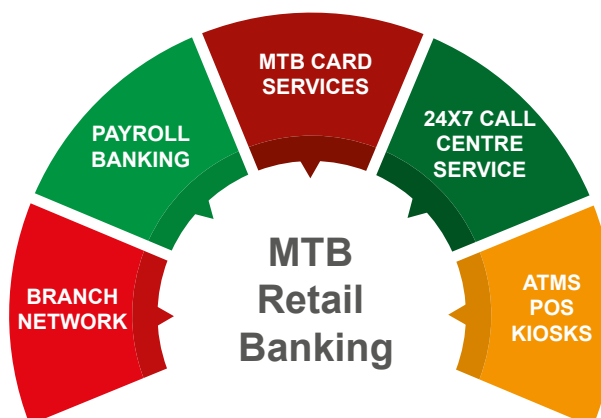 MTB CARD
SERVICES
PAYROLL
BANKING
24X7 CALL
CENTRE
SERVICE
BRANCH
NETWORK
MTB
Retail
Banking
ATMS
POS
KIOSKS